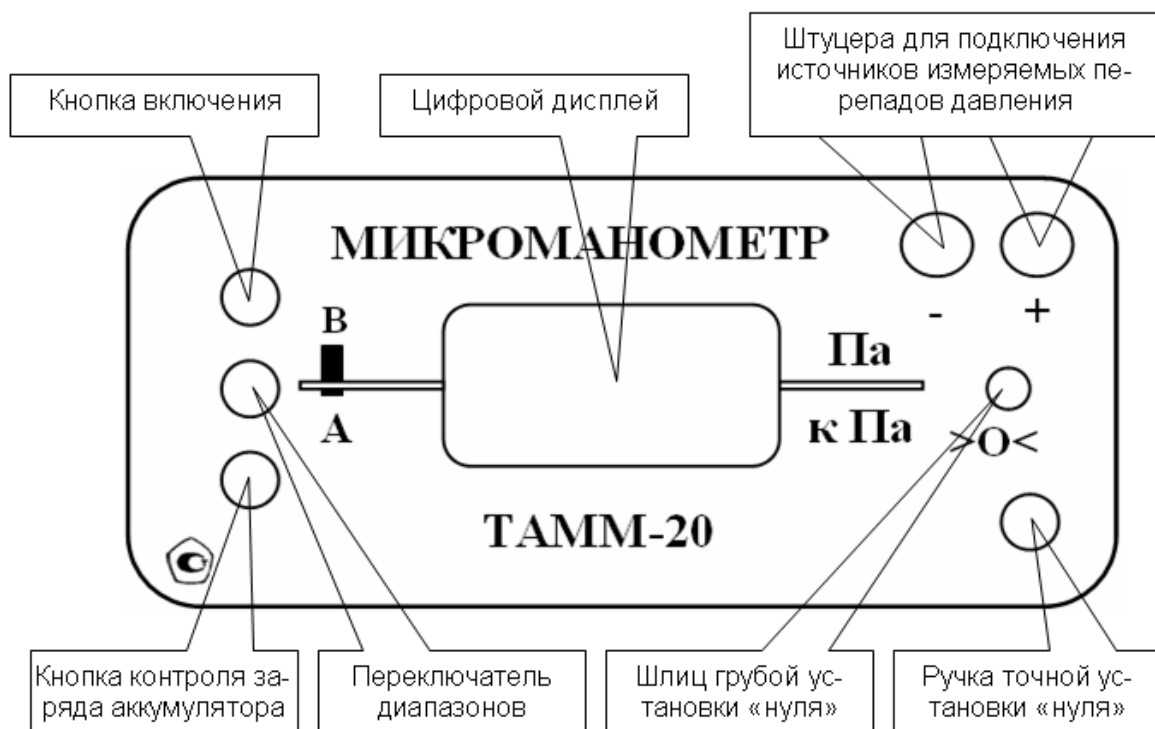 Штуцера для подключения
источников измеряемых пе-
репадов давления
Кнопка включения
Цифровой дисплей
МИКРОМАНОМЕТР
- +
В
Па
А
к Па
>О<
ТАММ-20
Кнопка контроля за-
ряда аккумулятора
Переключатель
диапазонов
Шлиц грубой ус-
тановки «нуля»
Ручка точной ус-
тановки «нуля»